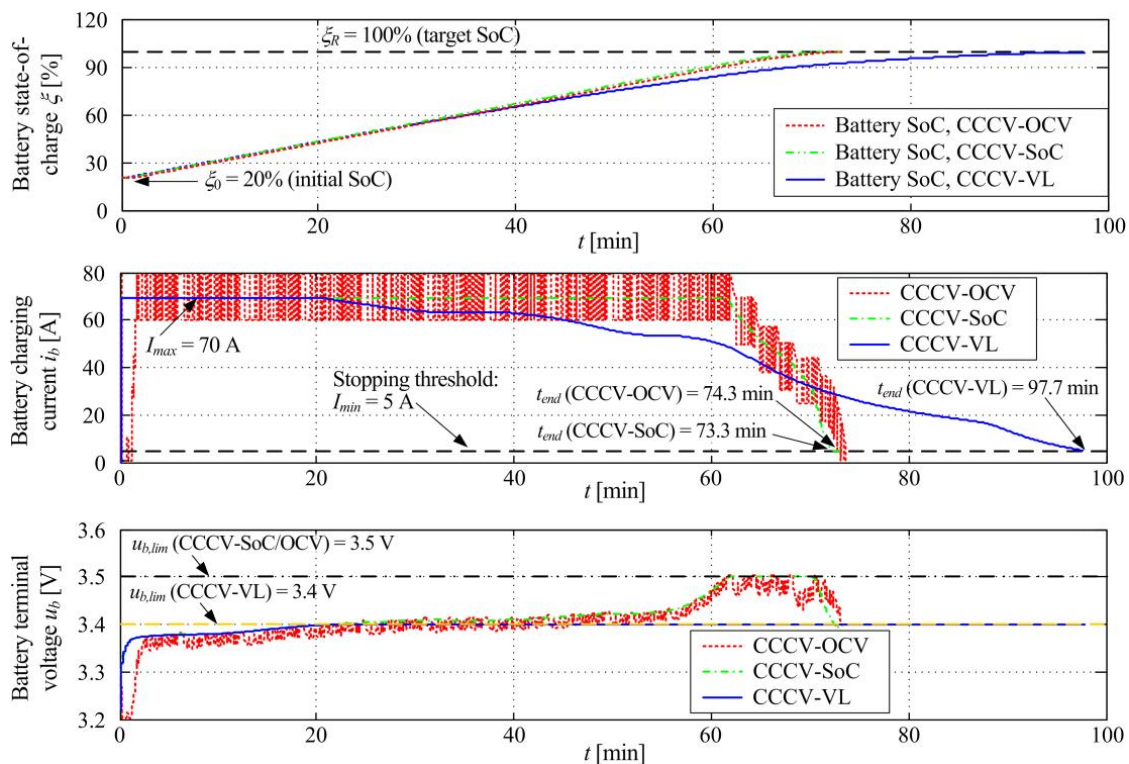 Battery state-of-
charge ξ [%]
120
90
60
30
0
ξR = 100% (target SoC)
ξ0 = 20% (initial SoC)
Battery SoC, CCCV-OCV
Battery SoC, CCCV-SoC
Battery SoC, CCCV-VL
0 20 40 60 80 100
t [min]
Battery charging
current ib [A]
80
60
40
20
0
Imax = 70 A
Stopping threshold:
Imin = 5 A
CCCV-OCV
CCCV-SoC
CCCV-VL
tend (CCCV-OCV) = 74.3 min
tend (CCCV-SoC) = 73.3 min
tend (CCCV-VL) = 97.7 min
0 20 40 60 80 100
t [min]
Battery terminal
voltage ub [V]
3.6
3.5
3.4
3.3
3.2
ub,lim (CCCV-SoC/OCV) = 3.5 V
ub,lim (CCCV-VL) = 3.4 V
CCCV-OCV
CCCV-SoC
CCCV-VL
0 20 40 60 80 100
t [min]